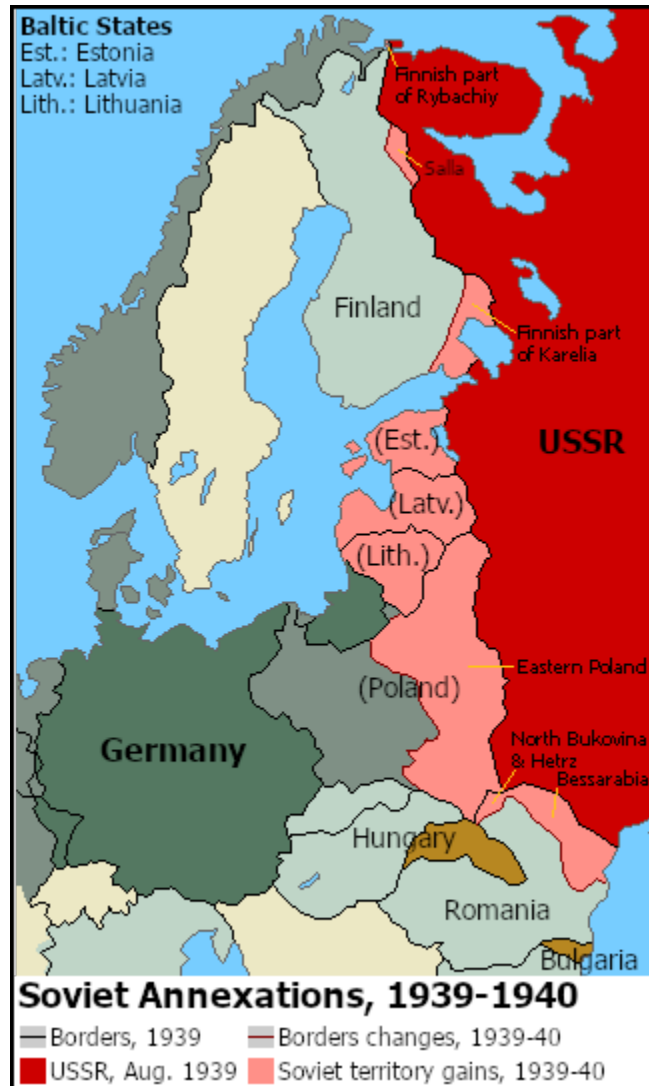 Baltic States
Est.: Estonia
Latv.: Latvia
Lith.: Lithuania
Finnish part
of Rybachiy
Salla
Finland
Finnish part
of Karelia
(Est.)
USSR
(Latv.)
(Lith.)
Eastern Poland
(Poland)
North Bukovina
& Hetrz
Germany
Bessarabia
Hungary
Romania
Bulgaria
Soviet Annexations, 1939-1940
Borders, 1939
Borders changes, 1939-40
USSR, Aug. 1939
Soviet territory gains, 1939-40